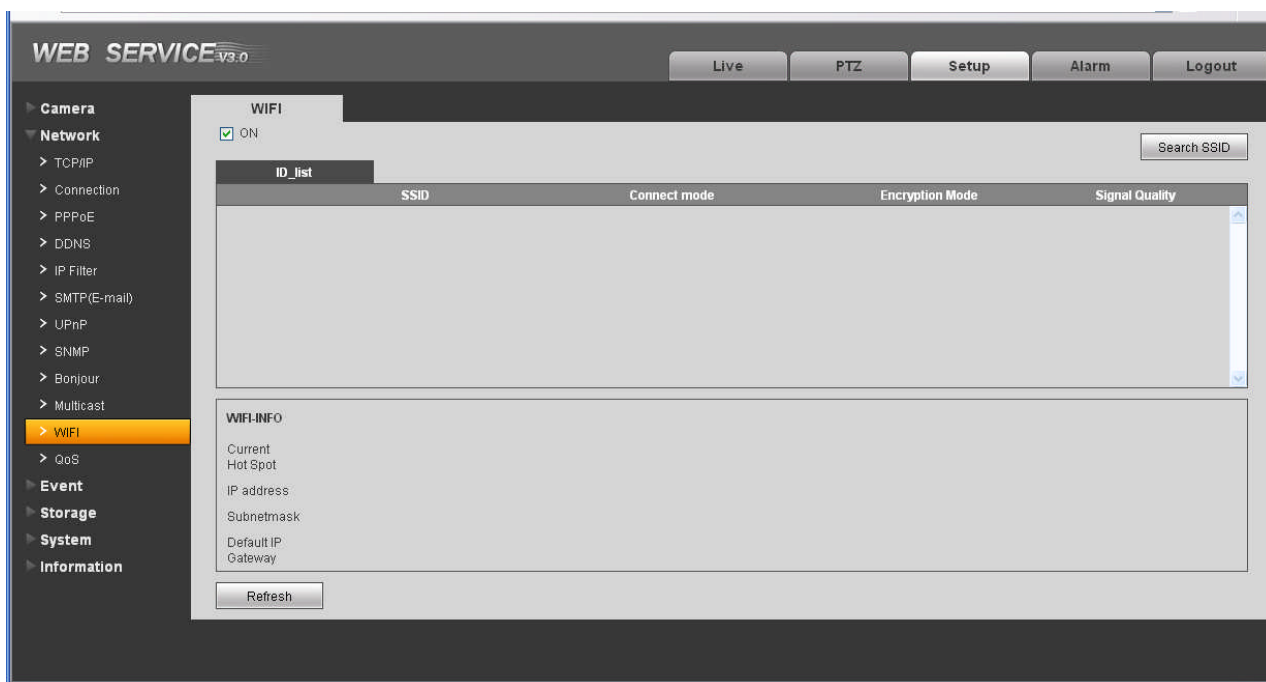 WEB SERVICE V3.0
Live PTZ Setup Alarm Logout
Camera
Network
> TCP/IP
> Connection
> PPPoE
> DDNS
> IP Filter
> SMTP(E-mail)
> UPnP
> SNMP
> Bonjour
> Multicast
> WIFI
> QoS
Event
Storage
System
Information
WIFI
ON
Search SSID
ID_list
SSID Connect mode Encryption Mode Signal Quality
WIFI-INFO
Current
Hot Spot
IP address
Subnetmask
Default IP
Gateway
Refresh